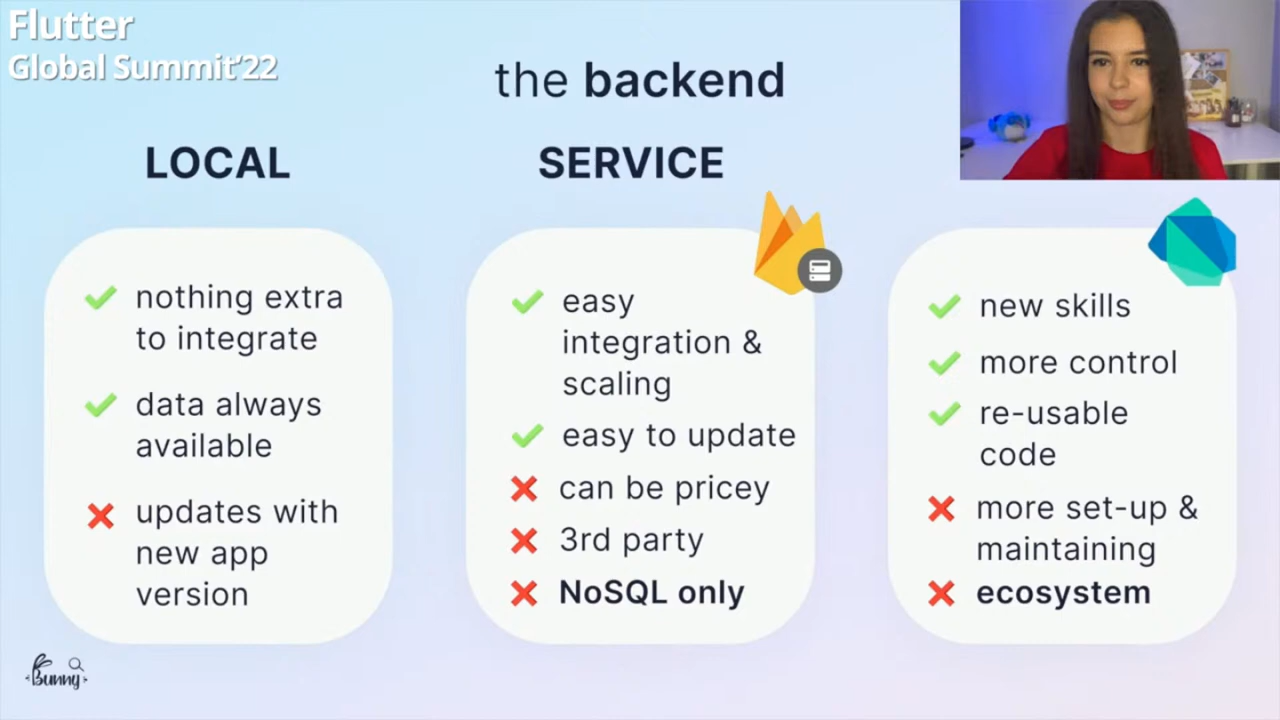 Flutter
Global Summit'22
the backend
LOCAL
nothing extra
to integrate
data always
available
updates with
new app
version
SERVICE
easy
integration &
scaling
easy to update
can be pricey
3rd party
NoSQL only
new skills
more control
re-usable
code
more set-up &
maintaining
ecosystem
Bunny